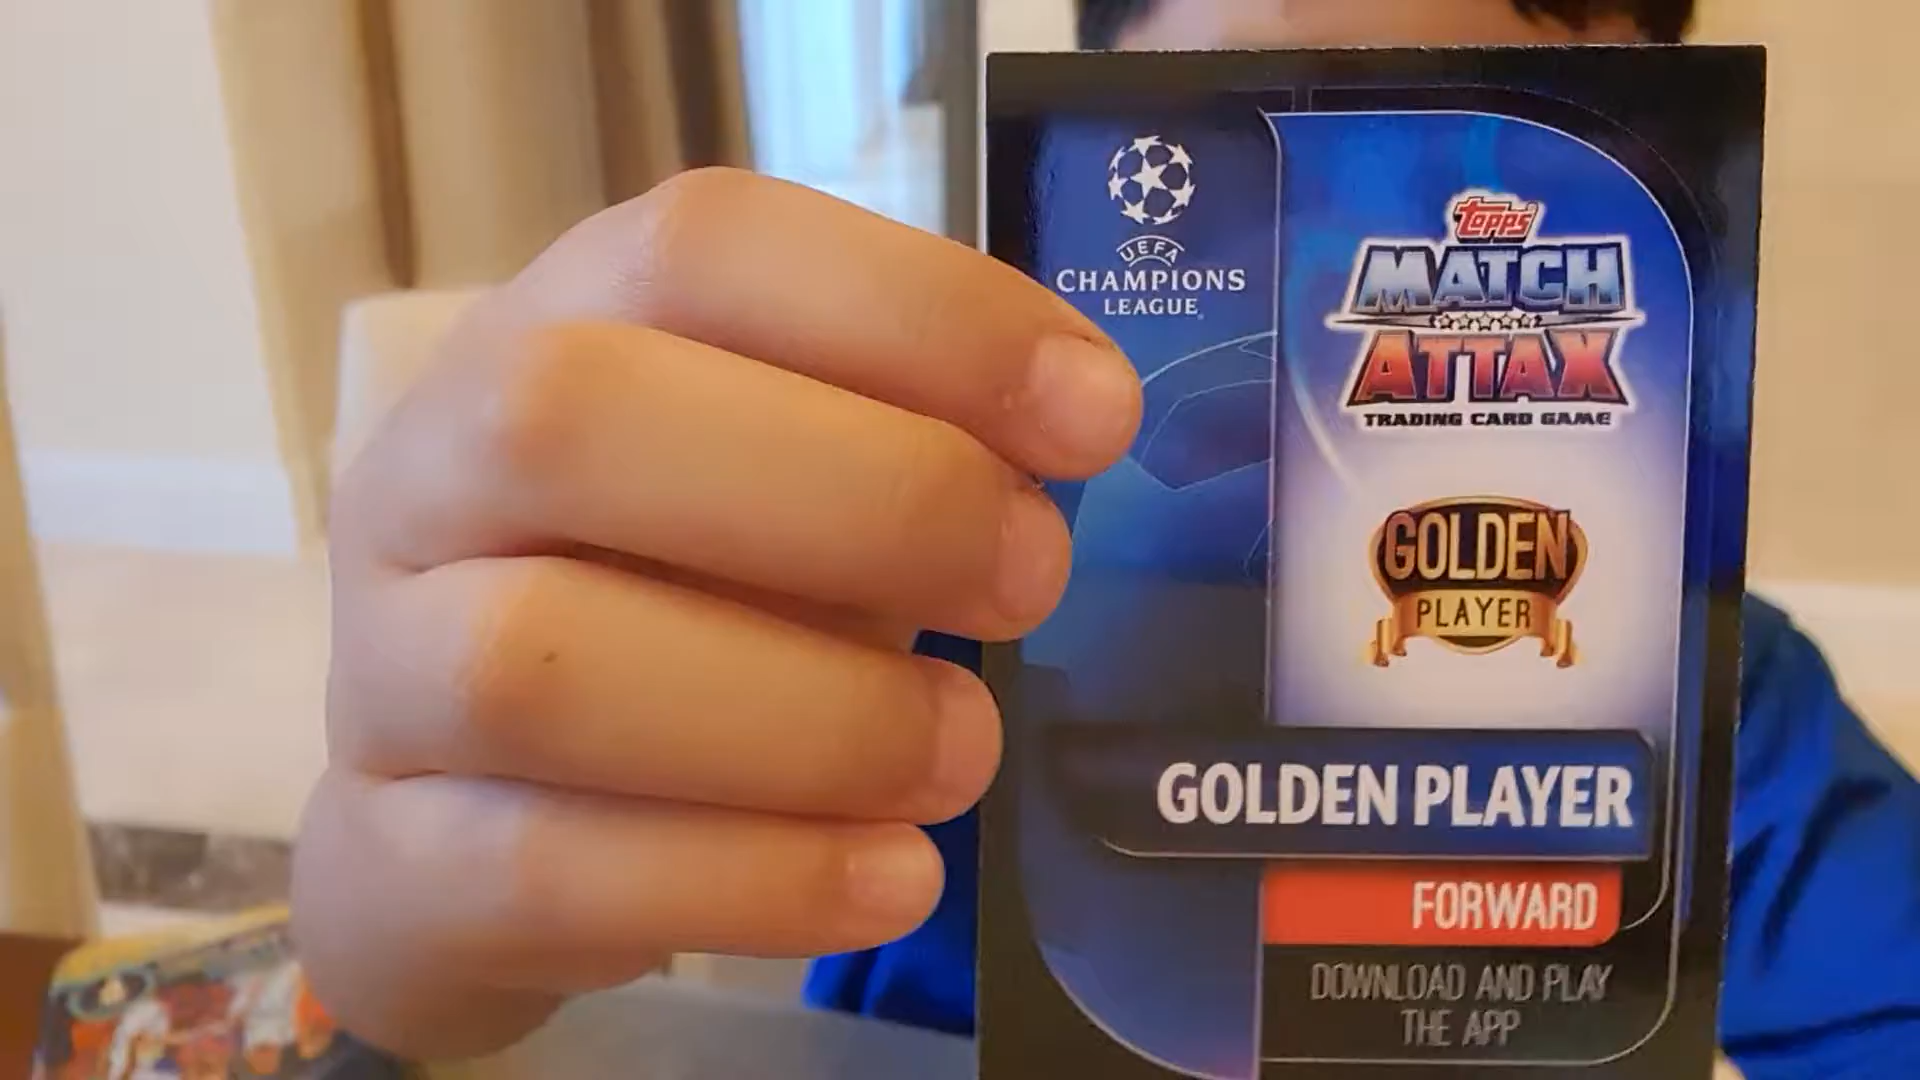 UEFA
CHAMPIONS
LEAGUE
topps
MATCH
ATTAX
TRADING CARD GAME
GOLDEN
PLAYER
GOLDEN PLAYER
FORWARD
DOWNLOAD AND PLAY
THE APP